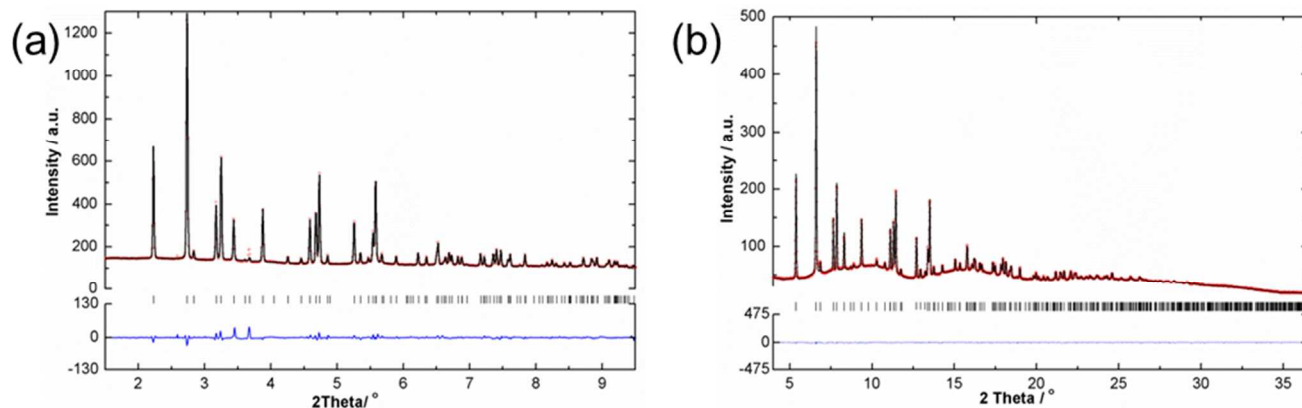 (a)
Intensity / a.u.
1200
1000
800
600
400
200
0
130
0
-130
2 3 4 5 6 7 8 9
2Theta/ °
(b)
Intensity / a.u.
500
400
300
200
100
475
0
-475
5 10 15 20 25 30 35
2 Theta / °